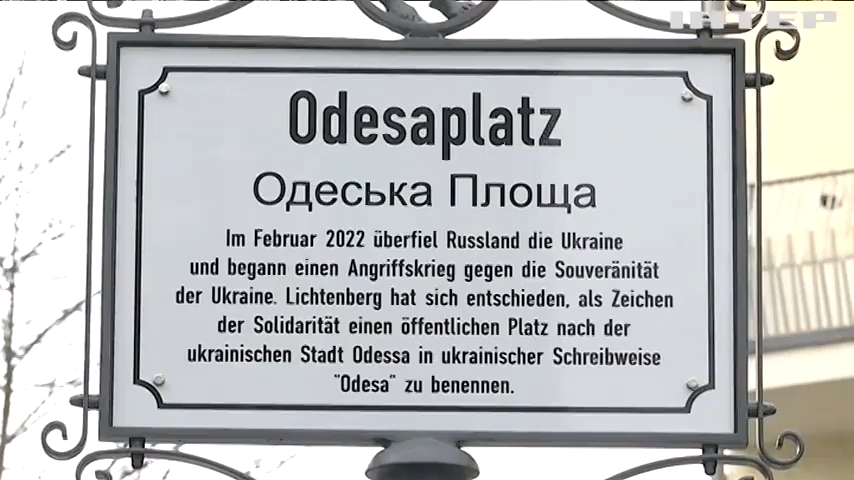 ІНТЕР
Odesaplatz
Одеська Площа
Im Februar 2022 überfiel Russland die Ukraine
und begann einen Angriffskrieg gegen die Souveränität
der Ukraine. Lichtenberg hat sich entschieden, als Zeichen
der Solidarität einen öffentlichen Platz nach der
ukrainischen Stadt Odessa in ukrainischer Schreibweise
"Odesa" zu benennen.